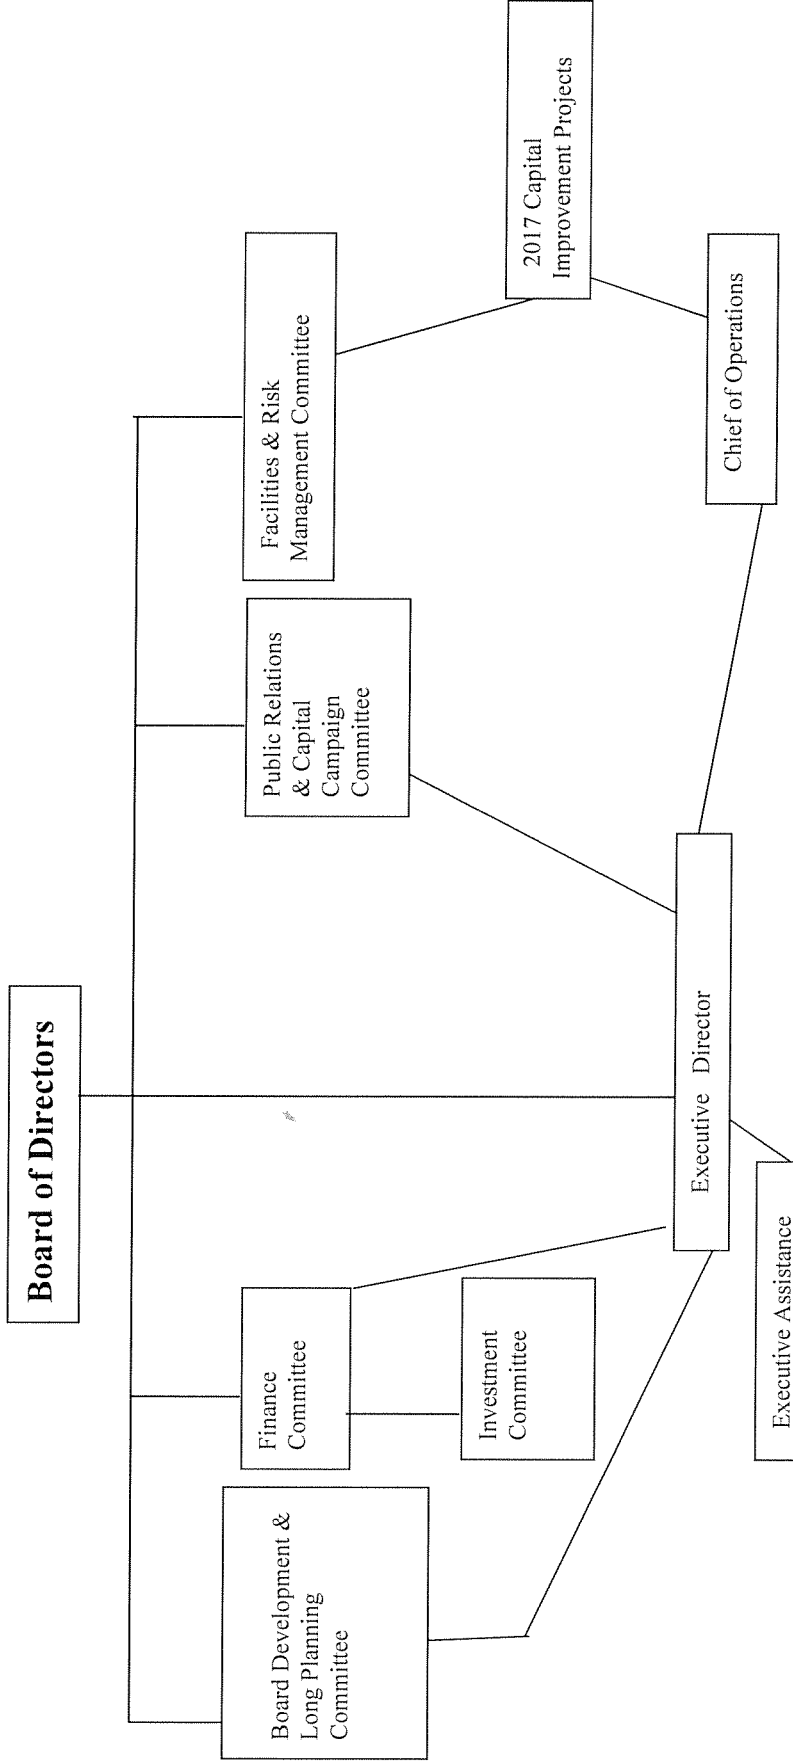 Board of Directors
Board Development &
Long Planning
Committee
Finance
Committee
Public Relations
& Capital
Campaign
Committee
Facilities & Risk
Management Committee
Investment
Committee
2017 Capital
Improvement Projects
Executive Director
Chief of Operations
Executive Assistance